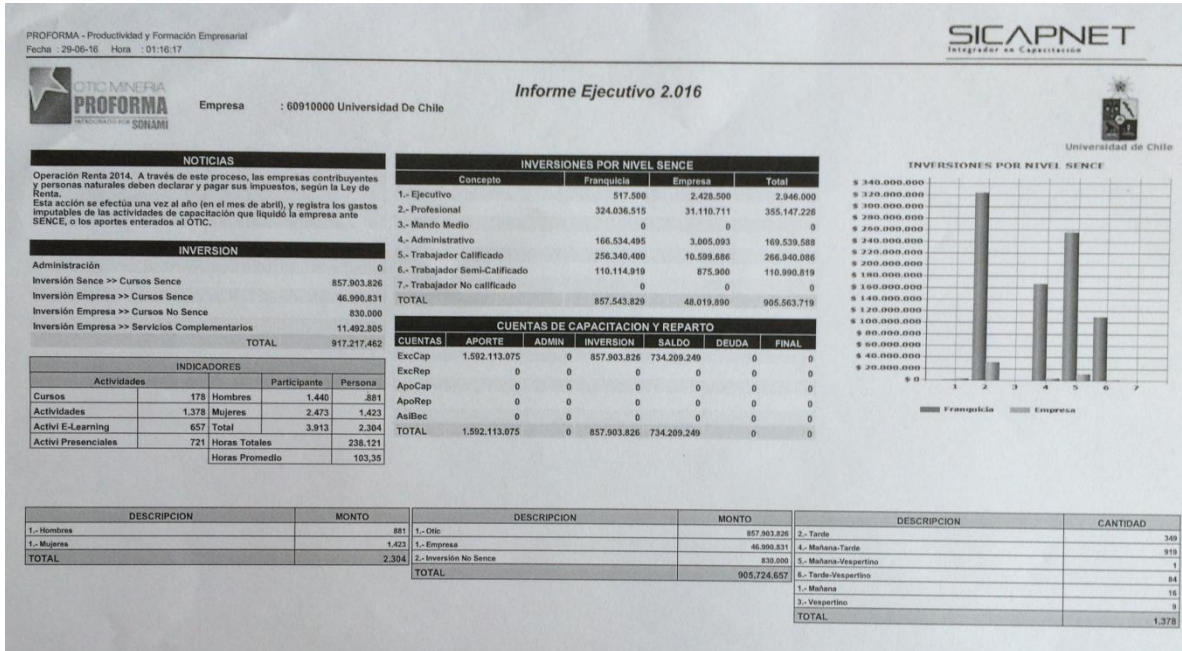 PROFORMA - Productividad y Formación Empresarial
Fecha : 29-06-16 Hora : 01:16:17
SICAPNET
Integrador en Capacitación
OTIC MINERIA
PROFORMA
PATROCINADO POR SONAMI
Empresa : 60910000 Universidad De Chile
Informe Ejecutivo 2.016
Universidad de Chile
NOTICIAS
Operación Renta 2014. A través de este proceso, las empresas contribuyentes
y personas naturales deben declarar y pagar sus impuestos, según la Ley de
Renta.
Esta acción se efectúa una vez al año (en el mes de abril), y registra los gastos
imputables de las actividades de capacitación que liquidó la empresa ante
SENCE, o los aportes enterados al OTIC.
INVERSION
Administración 0
Inversión Sence >> Cursos Sence 857.903.826
Inversión Empresa >> Cursos Sence 46.990.831
Inversión Empresa >> Cursos No Sence 830.000
Inversión Empresa >> Servicios Complementarios 11.492.805
TOTAL 917.217.462
INDICADORES
Actividades Participante Persona
Cursos 178 Hombres 1.440 881
Actividades 1.378 Mujeres 2.473 1.423
Activi E-Learning 657 Total 3.913 2.304
Activi Presenciales 721 Horas Totales 238.121
Horas Promedio 103,35
INVERSIONES POR NIVEL SENCE
Concepto Franquicia Empresa Total
1.- Ejecutivo 517.500 2.428.500 2.946.000
2.- Profesional 324.036.515 31.110.711 355.147.226
3.- Mando Medio 0 0 0
4.- Administrativo 166.534.495 3.005.093 169.539.588
5.- Trabajador Calificado 256.340.400 10.599.686 266.940.086
6.- Trabajador Semi-Calificado 110.114.919 875.900 110.990.819
7.- Trabajador No calificado 0 0 0
TOTAL 857.543.829 48.019.890 905.563.719
CUENTAS DE CAPACITACION Y REPARTO
CUENTAS APORTE ADMIN INVERSION SALDO DEUDA FINAL
ExcCap 1.592.113.075 0 857.903.826 734.209.249 0 0
ExcRep 0 0 0 0 0 0
ApoCap 0 0 0 0 0 0
ApoRep 0 0 0 0 0 0
AsiBec 0 0 0 0 0 0
TOTAL 1.592.113.075 0 857.903.826 734.209.249 0 0
INVERSIONES POR NIVEL SENCE
$ 340.000.000
$ 320.000.000
$ 300.000.000
$ 280.000.000
$ 260.000.000
$ 240.000.000
$ 220.000.000
$ 200.000.000
$ 180.000.000
$ 160.000.000
$ 140.000.000
$ 120.000.000
$ 100.000.000
$ 80.000.000
$ 60.000.000
$ 40.000.000
$ 20.000.000
$ 0
1 2 3 4 5 6 7
Franquicia Empresa
DESCRIPCION MONTO
1.- Hombres 881
1.- Mujeres 1.423
TOTAL 2.304
DESCRIPCION MONTO
1.- Otic 857.903.826
1.- Empresa 46.990.831
2.- Inversión No Sence 830.000
TOTAL 905.724.657
DESCRIPCION CANTIDAD
2.- Tarde 349
4.- Mañana-Tarde 919
5.- Mañana-Vespertino 1
6.- Tarde-Vespertino 84
1.- Mañana 16
3.- Vespertino 9
TOTAL 1.378